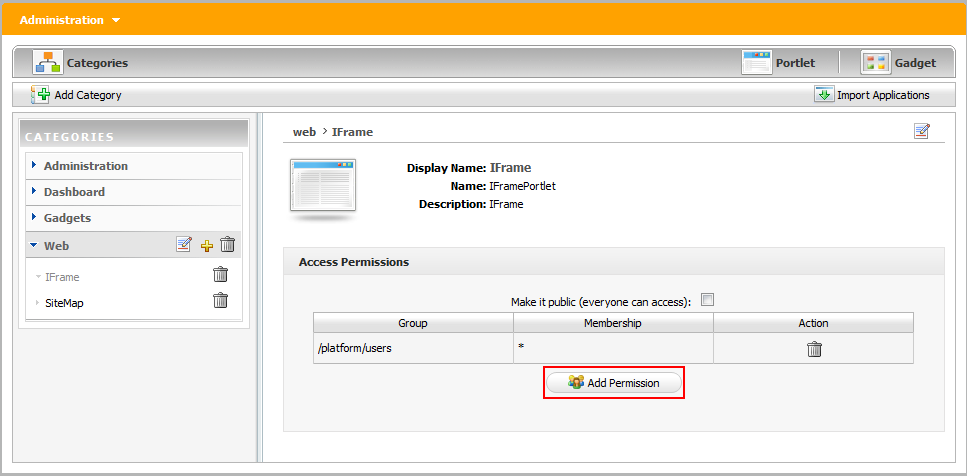 Administration
Categories Portlet Gadget
Add Category Import Applications
CATEGORIES
Administration
Dashboard
Gadgets
Web
IFrame
SiteMap
web > IFrame
Display Name: IFrame
Name: IFramePortlet
Description: IFrame
Access Permissions
Make it public (everyone can access):
Group Membership Action
/platform/users *
Add Permission